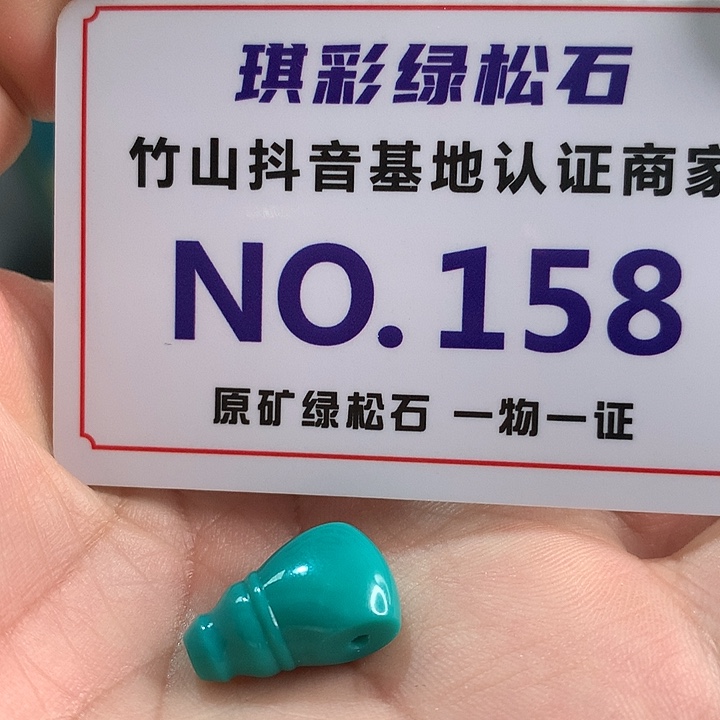 琪彩绿松石
竹山抖音基地认证商家
NO.158
原矿绿松石 一物一证